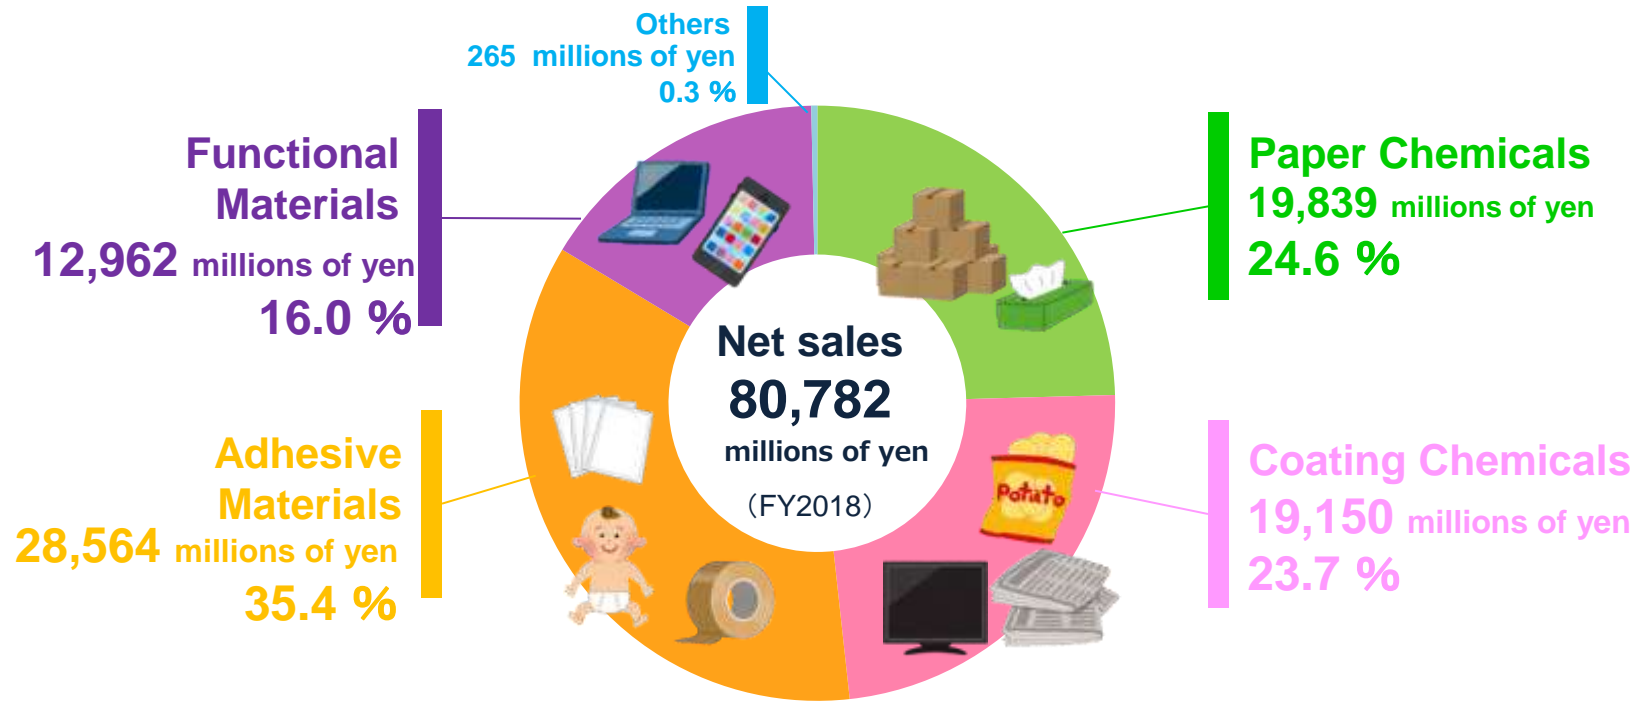 Others
265 millions of yen
0.3 %
Functional
Materials
12,962 millions of yen
16.0 %
Paper Chemicals
19,839 millions of yen
24.6 %
Net sales
80,782
millions of yen
（FY2018）
Adhesive
Materials
28,564 millions of yen
35.4 %
Coating Chemicals
19,150 millions of yen
23.7 %
Potato